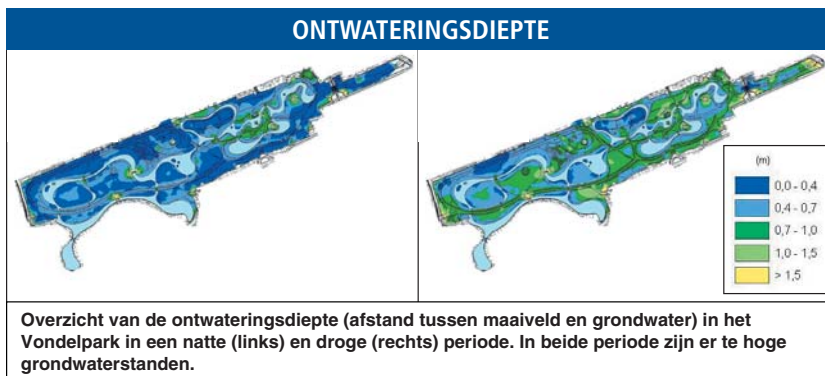 ONTWATERINGSDIEPTE
(m)
0,0 - 0,4
0,4 - 0,7
0,7 - 1,0
1,0 - 1,5
> 1,5
Overzicht van de ontwateringsdiepte (afstand tussen maaiveld en grondwater) in het
Vondelpark in een natte (links) en droge (rechts) periode. In beide periode zijn er te hoge
grondwaterstanden.